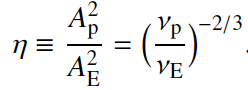 η ≡ A_p^2 / A_E^2 = (ν_p / ν_E)^{-2/3}.